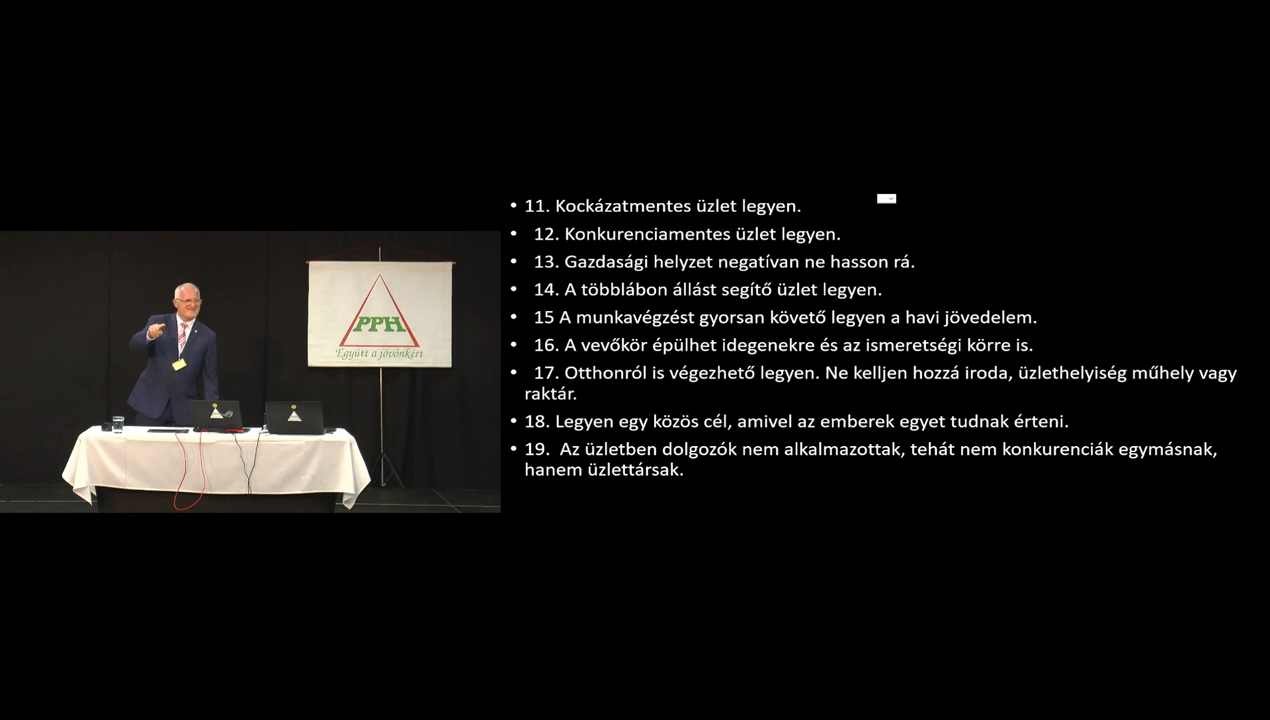 PPH
Együtt a jövőnkért
• 11. Kockázatmentes üzlet legyen.
• 12. Konkurenciamentes üzlet legyen.
• 13. Gazdasági helyzet negatívan ne hasson rá.
• 14. A többlábon állást segítő üzlet legyen.
• 15 A munkavégzést gyorsan követő legyen a havi jövedelem.
• 16. A vevőkör épülhet idegenekre és az ismeretségi körre is.
• 17. Otthonról is végezhető legyen. Ne kelljen hozzá iroda, üzlethelyiség műhely vagy
raktár.
• 18. Legyen egy közös cél, amivel az emberek egyet tudnak érteni.
• 19. Az üzletben dolgozók nem alkalmazottak, tehát nem konkurenciák egymásnak,
hanem üzlettársak.